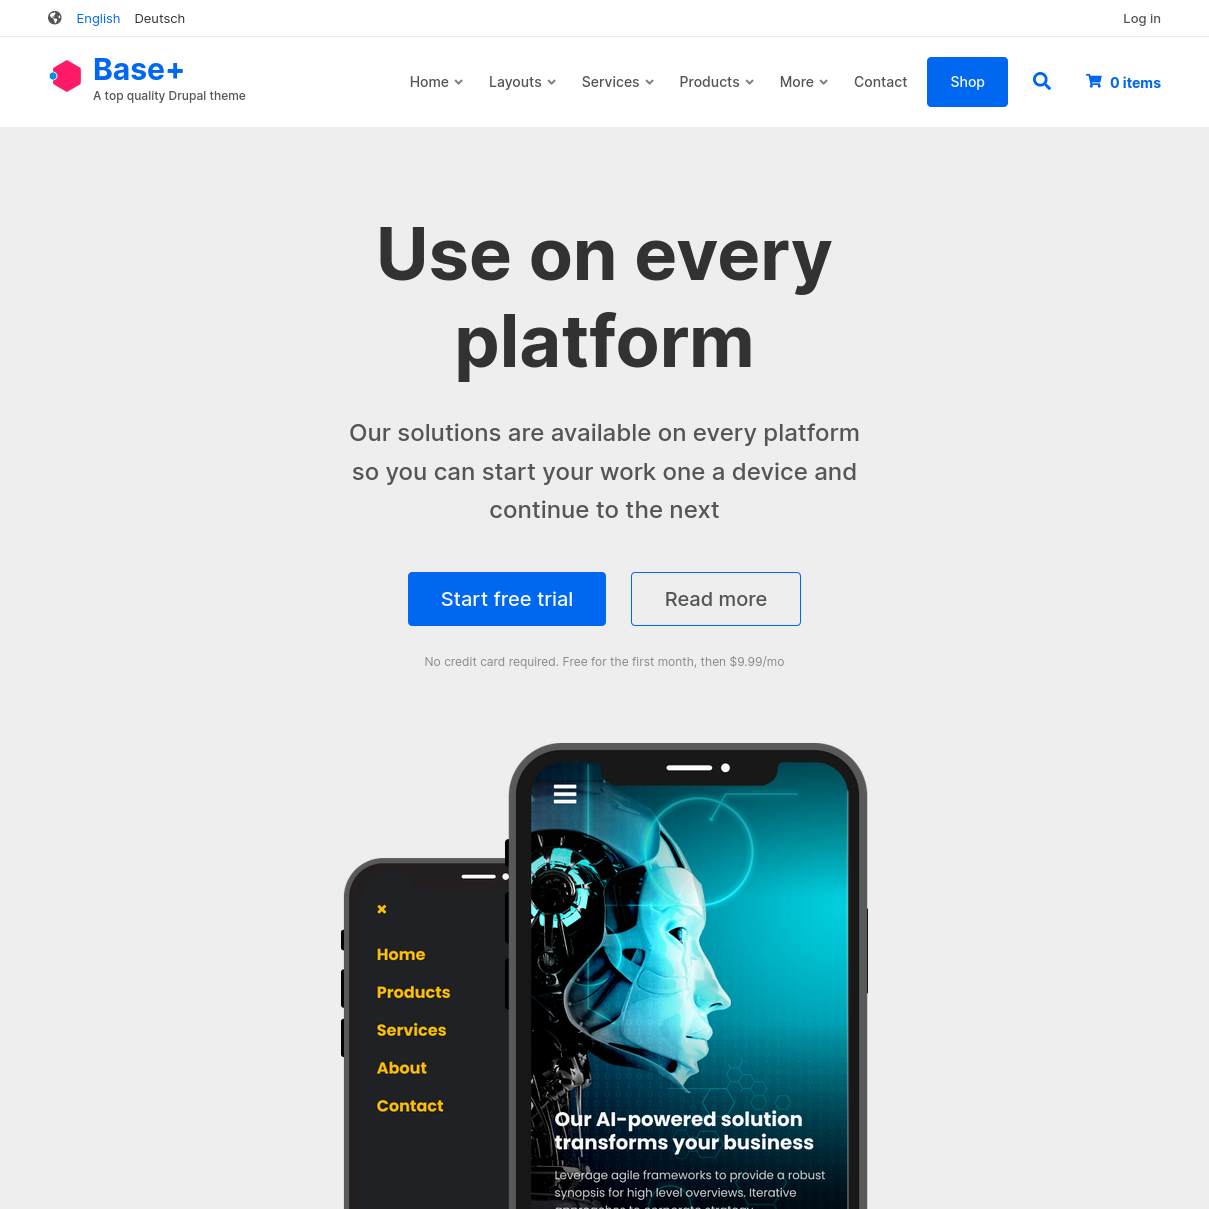 English Deutsch Log in
Base+
A top quality Drupal theme
Home Layouts Services Products More Contact Shop 0 items
Use on every
platform
Our solutions are available on every platform
so you can start your work one a device and
continue to the next
Start free trial Read more
No credit card required. Free for the first month, then $9.99/mo
Home
Products
Services
About
Contact
Our AI-powered solution
transforms your business
Leverage agile frameworks to provide a robust
synopsis for high level overviews. Iterative
approaches to corporate strategy